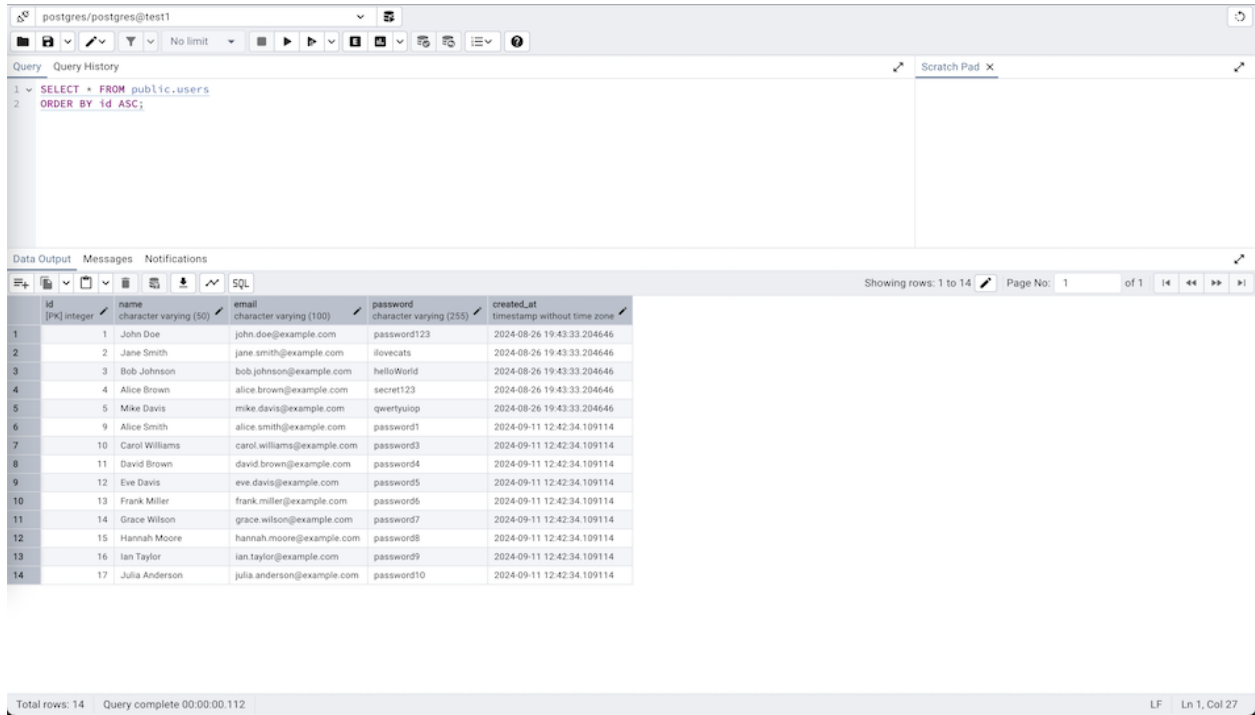 postgres/postgres@test1
No limit
E
Query Query History
Scratch Pad
1 SELECT * FROM public.users
2 ORDER BY id ASC;
Data Output Messages Notifications
SQL
Showing rows: 1 to 14 Page No: 1 of 1
id name email password created_at
[PK] integer character varying (50) character varying (100) character varying (255) timestamp without time zone
1 1 John Doe john.doe@example.com password123 2024-08-26 19:43:33.204646
2 2 Jane Smith jane.smith@example.com ilovecats 2024-08-26 19:43:33.204646
3 3 Bob Johnson bob.johnson@example.com helloWorld 2024-08-26 19:43:33.204646
4 4 Alice Brown alice.brown@example.com secret123 2024-08-26 19:43:33.204646
5 5 Mike Davis mike.davis@example.com qwertyuiop 2024-08-26 19:43:33.204646
6 9 Alice Smith alice.smith@example.com password1 2024-09-11 12:42:34.109114
7 10 Carol Williams carol.williams@example.com password3 2024-09-11 12:42:34.109114
8 11 David Brown david.brown@example.com password4 2024-09-11 12:42:34.109114
9 12 Eve Davis eve.davis@example.com password5 2024-09-11 12:42:34.109114
10 13 Frank Miller frank.miller@example.com password6 2024-09-11 12:42:34.109114
11 14 Grace Wilson grace.wilson@example.com password7 2024-09-11 12:42:34.109114
12 15 Hannah Moore hannah.moore@example.com password8 2024-09-11 12:42:34.109114
13 16 Ian Taylor ian.taylor@example.com password9 2024-09-11 12:42:34.109114
14 17 Julia Anderson julia.anderson@example.com password10 2024-09-11 12:42:34.109114
Total rows: 14 Query complete 00:00:00.112 LF Ln 1, Col 27